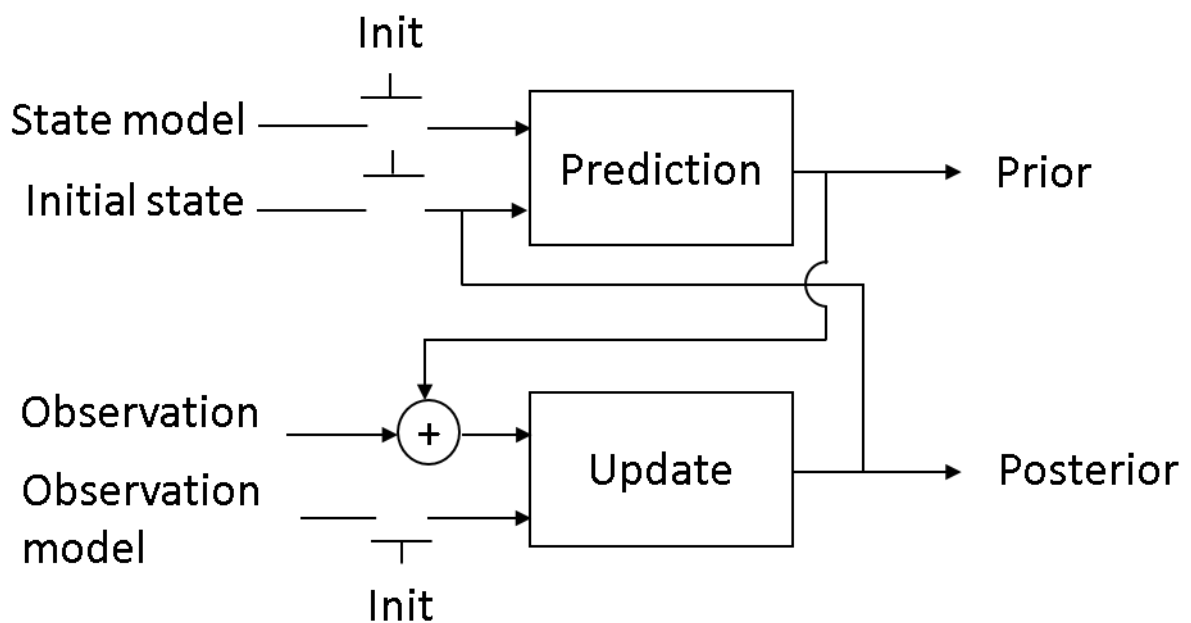 Init
State model
Initial state
Prediction
Prior
Observation
+
Update
Posterior
Observation
model
Init